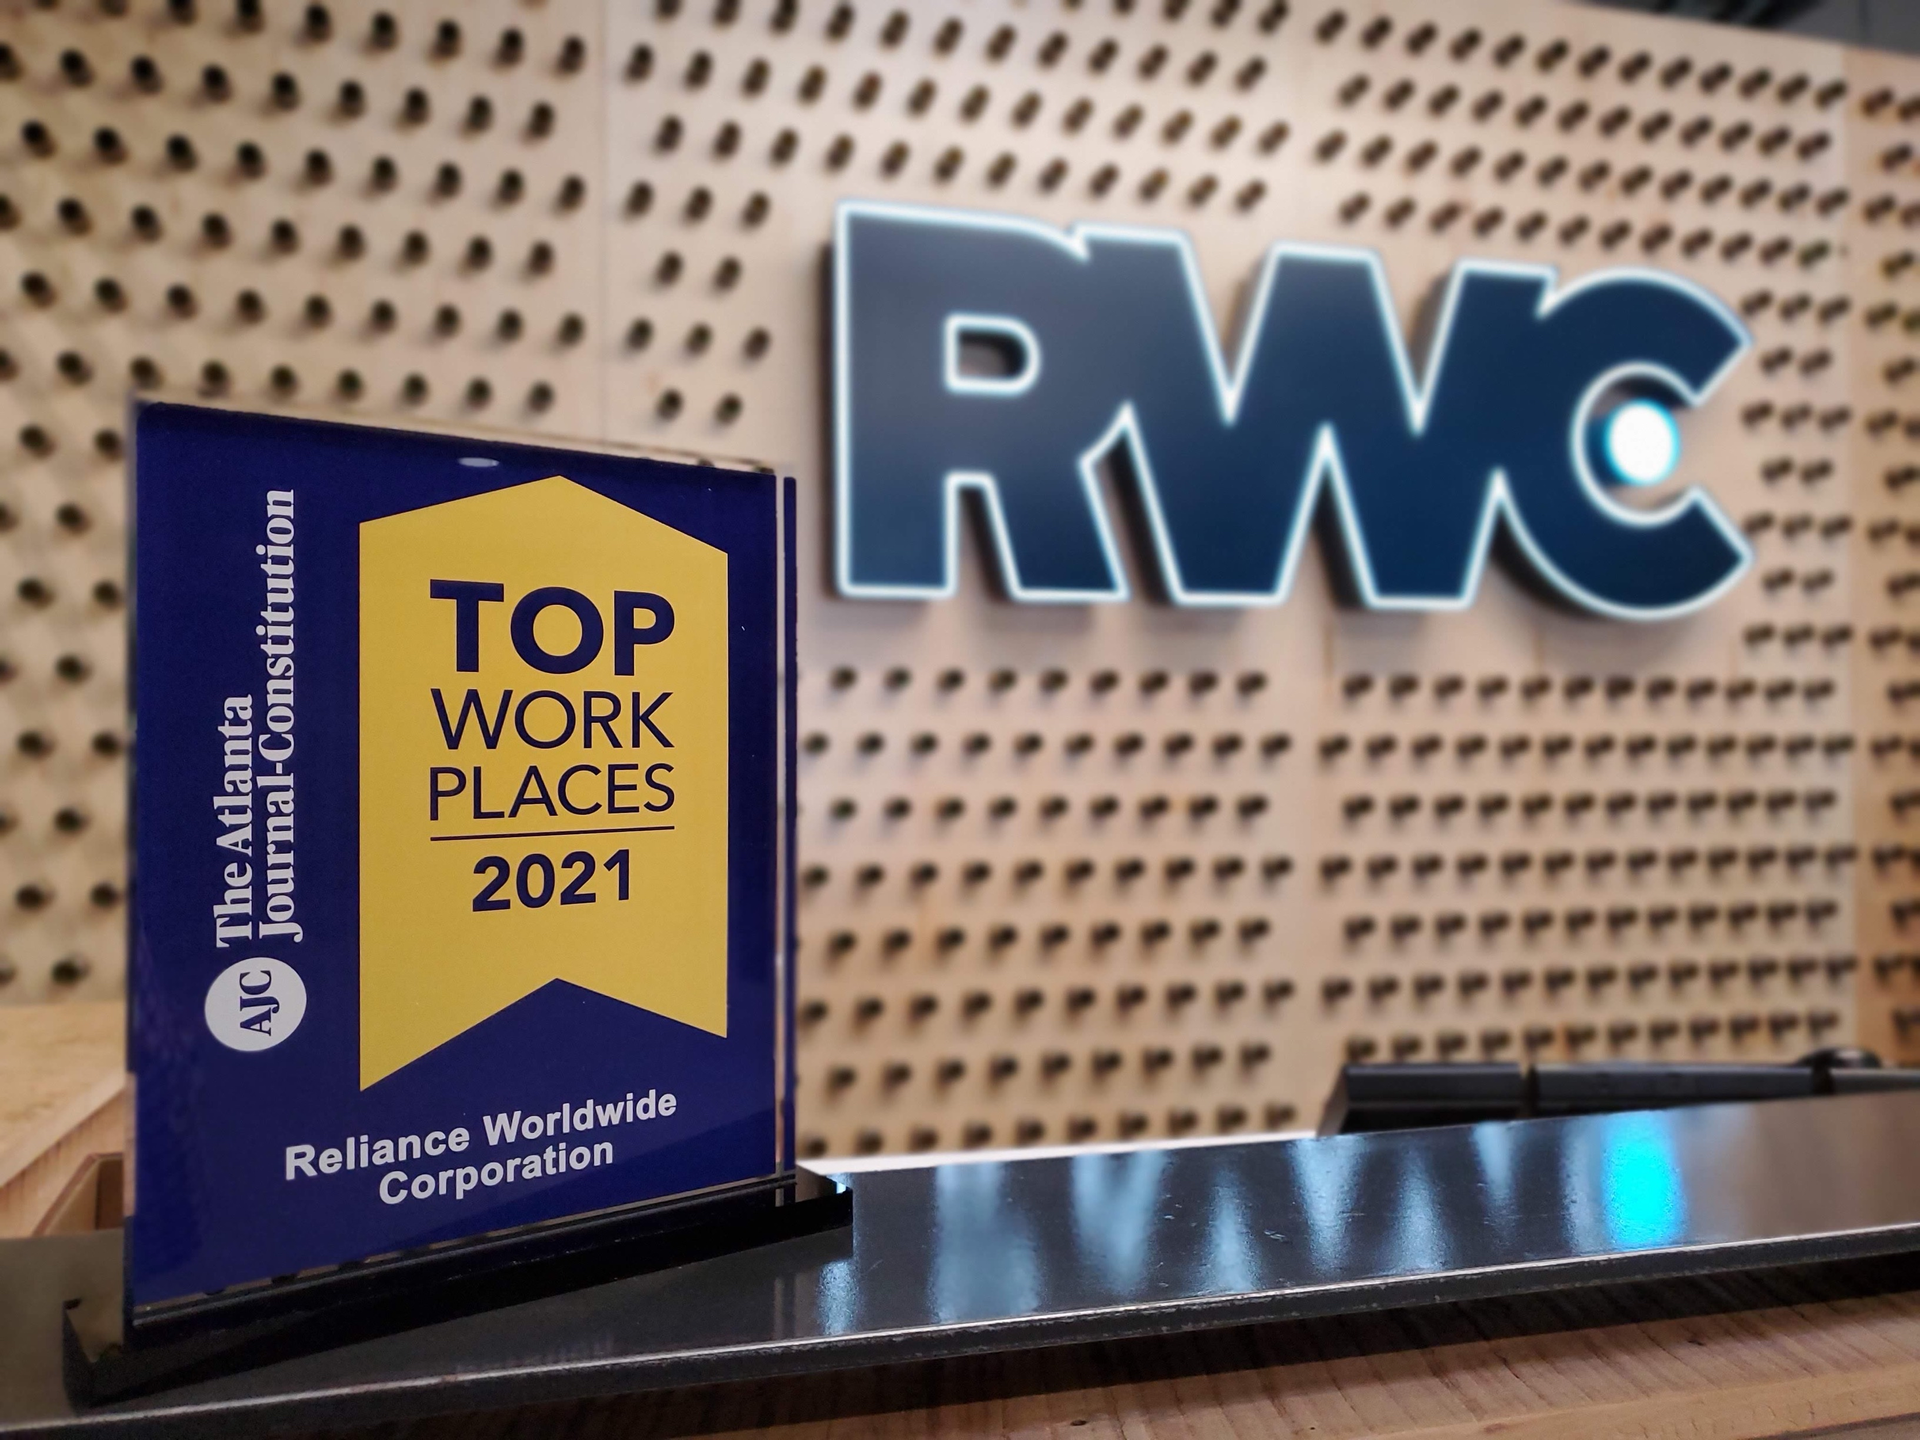 The Atlanta
Journal-Constitution
AJC
TOP
WORK
PLACES
2021
Reliance Worldwide
Corporation
RWC